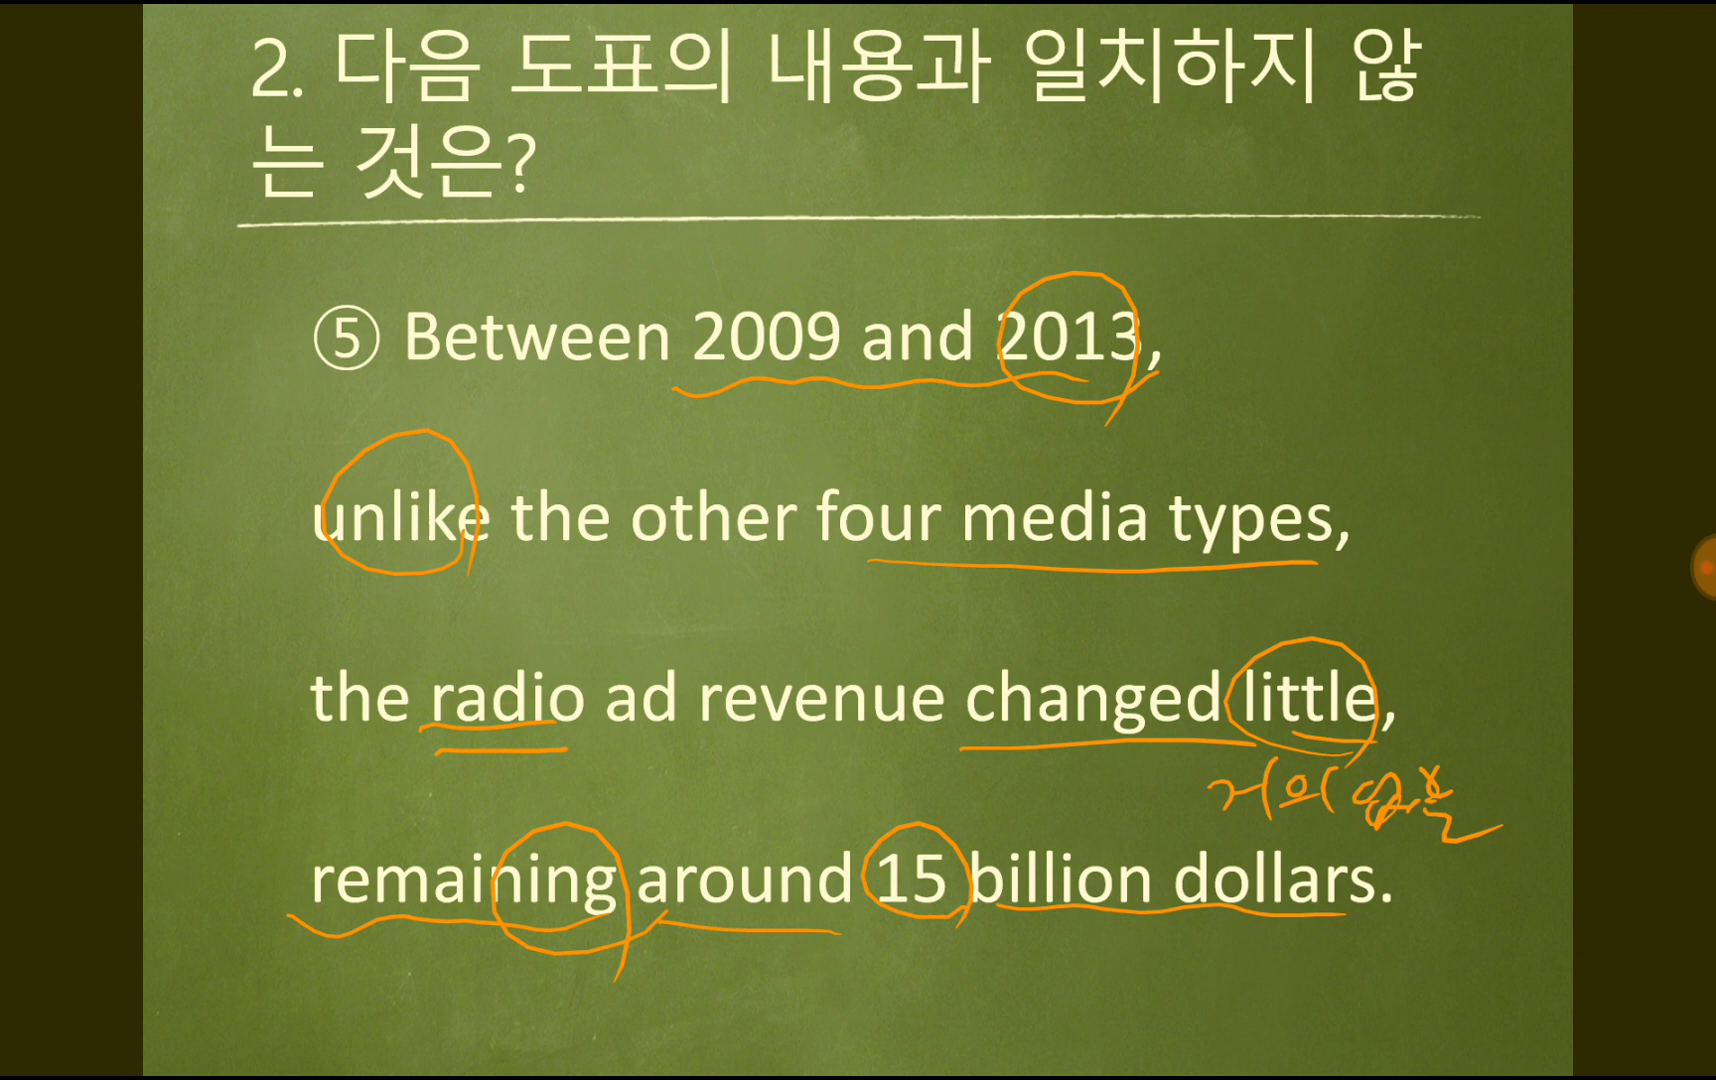 2. 다음 도표의 내용과 일치하지 않
는 것은?
⑤ Between 2009 and 2013,
unlike the other four media types,
the radio ad revenue changed little,
거의
remaining around 15 billion dollars.